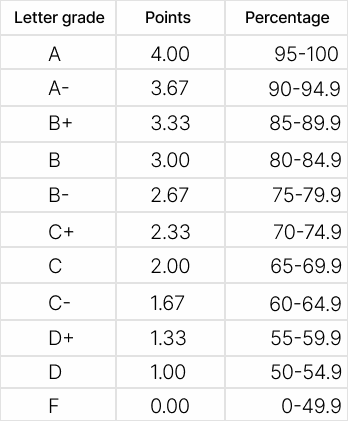 Letter grade Points Percentage
A 4.00 95-100
A- 3.67 90-94.9
B+ 3.33 85-89.9
B 3.00 80-84.9
B- 2.67 75-79.9
C+ 2.33 70-74.9
C 2.00 65-69.9
C- 1.67 60-64.9
D+ 1.33 55-59.9
D 1.00 50-54.9
F 0.00 0-49.9